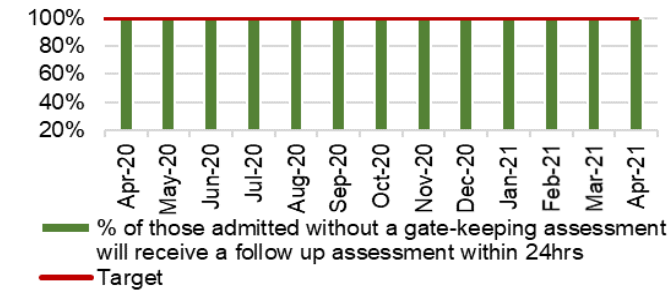 100%
80%
60%
40%
20%
Apr-20
May-20
Jun-20
Jul-20
Aug-20
Sep-20
Oct-20
Nov-20
Dec-20
Jan-21
Feb-21
Mar-21
Apr-21
% of those admitted without a gate-keeping assessment
will receive a follow up assessment within 24hrs
Target